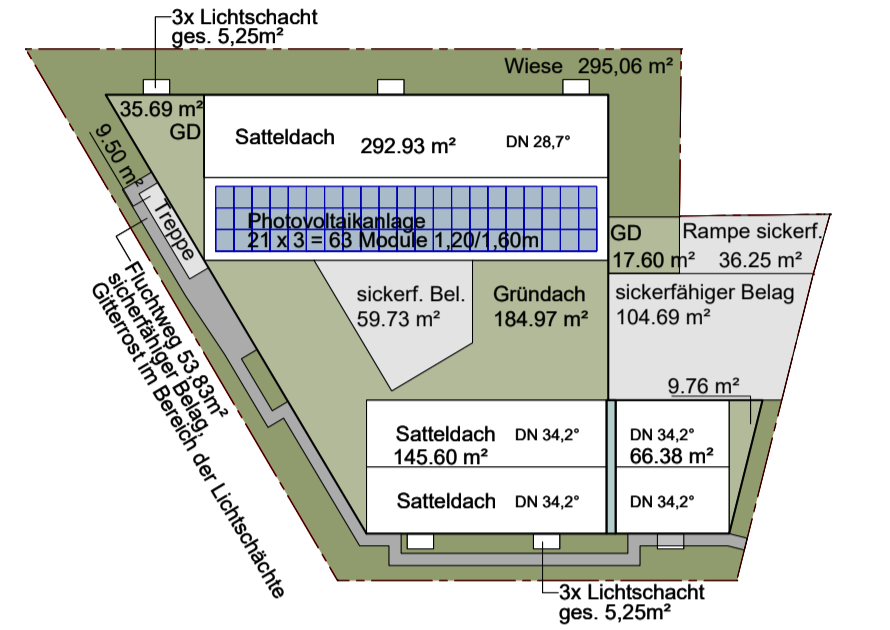 3x Lichtschacht
ges. 5,25m²
Wiese 295,06 m²
35.69 m²
GD
Satteldach 292.93 m² DN 28,7°
9.50 m²
Treppe
Photovoltaikanlage
21 x 3 = 63 Module 1,20/1,60m
GD
17.60 m²
Rampe sickerf.
36.25 m²
sickerf. Bel.
59.73 m²
Gründach
184.97 m²
sickerfähiger Belag
104.69 m²
Fluchtweg 53,83m²
sicherfähiger Belag,
Gitterrost im Bereich der Lichtschächte
9.76 m²
Satteldach DN 34,2°
145.60 m²
DN 34,2°
66.38 m²
Satteldach DN 34,2°
DN 34,2°
3x Lichtschacht
ges. 5,25m²